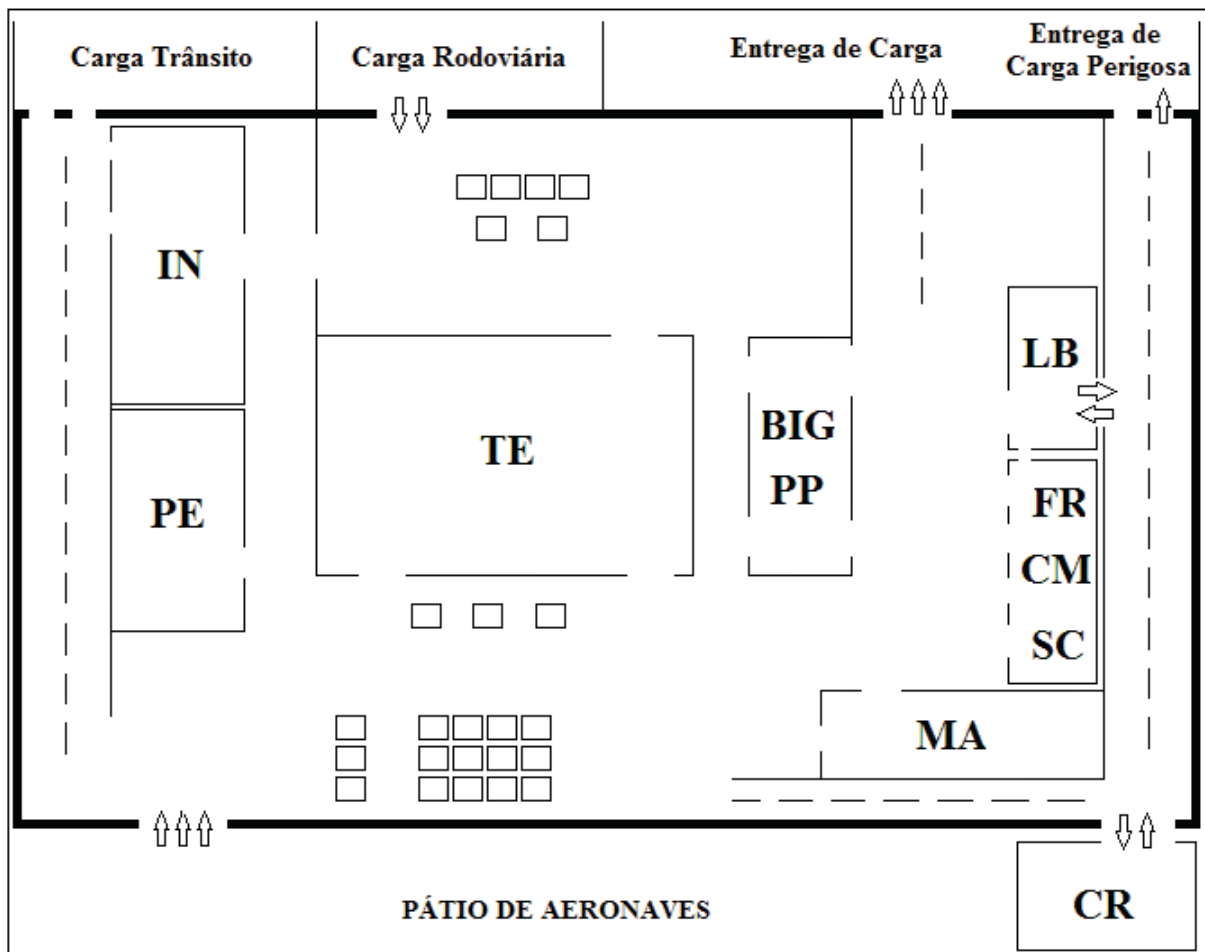 Carga Trânsito
Carga Rodoviária
Entrega de Carga
Entrega de
Carga Perigosa
IN
PE
TE
BIG
PP
LB
FR
CM
SC
MA
CR
PÁTIO DE AERONAVES